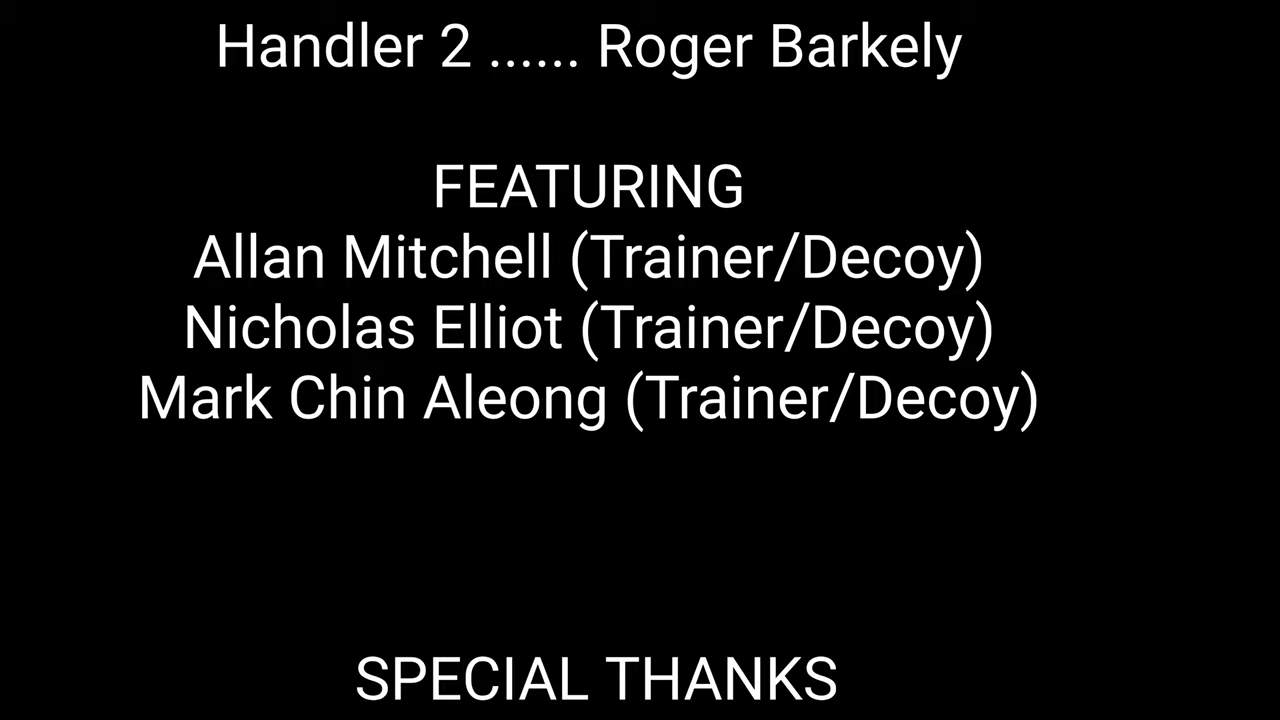 Handler 2 ...... Roger Barkely
FEATURING
Allan Mitchell (Trainer/Decoy)
Nicholas Elliot (Trainer/Decoy)
Mark Chin Aleong (Trainer/Decoy)
SPECIAL THANKS